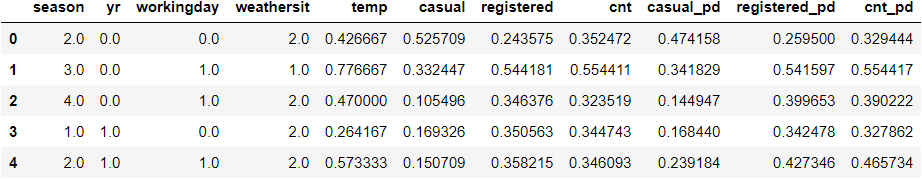 season yr workingday weathersit temp casual registered cnt casual_pd registered_pd cnt_pd
0 2.0 0.0 0.0 2.0 0.426667 0.525709 0.243575 0.352472 0.474158 0.259500 0.329444
1 3.0 0.0 1.0 1.0 0.776667 0.332447 0.544181 0.554411 0.341829 0.541597 0.554417
2 4.0 0.0 1.0 2.0 0.470000 0.105496 0.346376 0.323519 0.144947 0.399653 0.390222
3 1.0 1.0 0.0 2.0 0.264167 0.169326 0.350563 0.344743 0.168440 0.342478 0.327862
4 2.0 1.0 1.0 2.0 0.573333 0.150709 0.358215 0.346093 0.239184 0.427346 0.465734